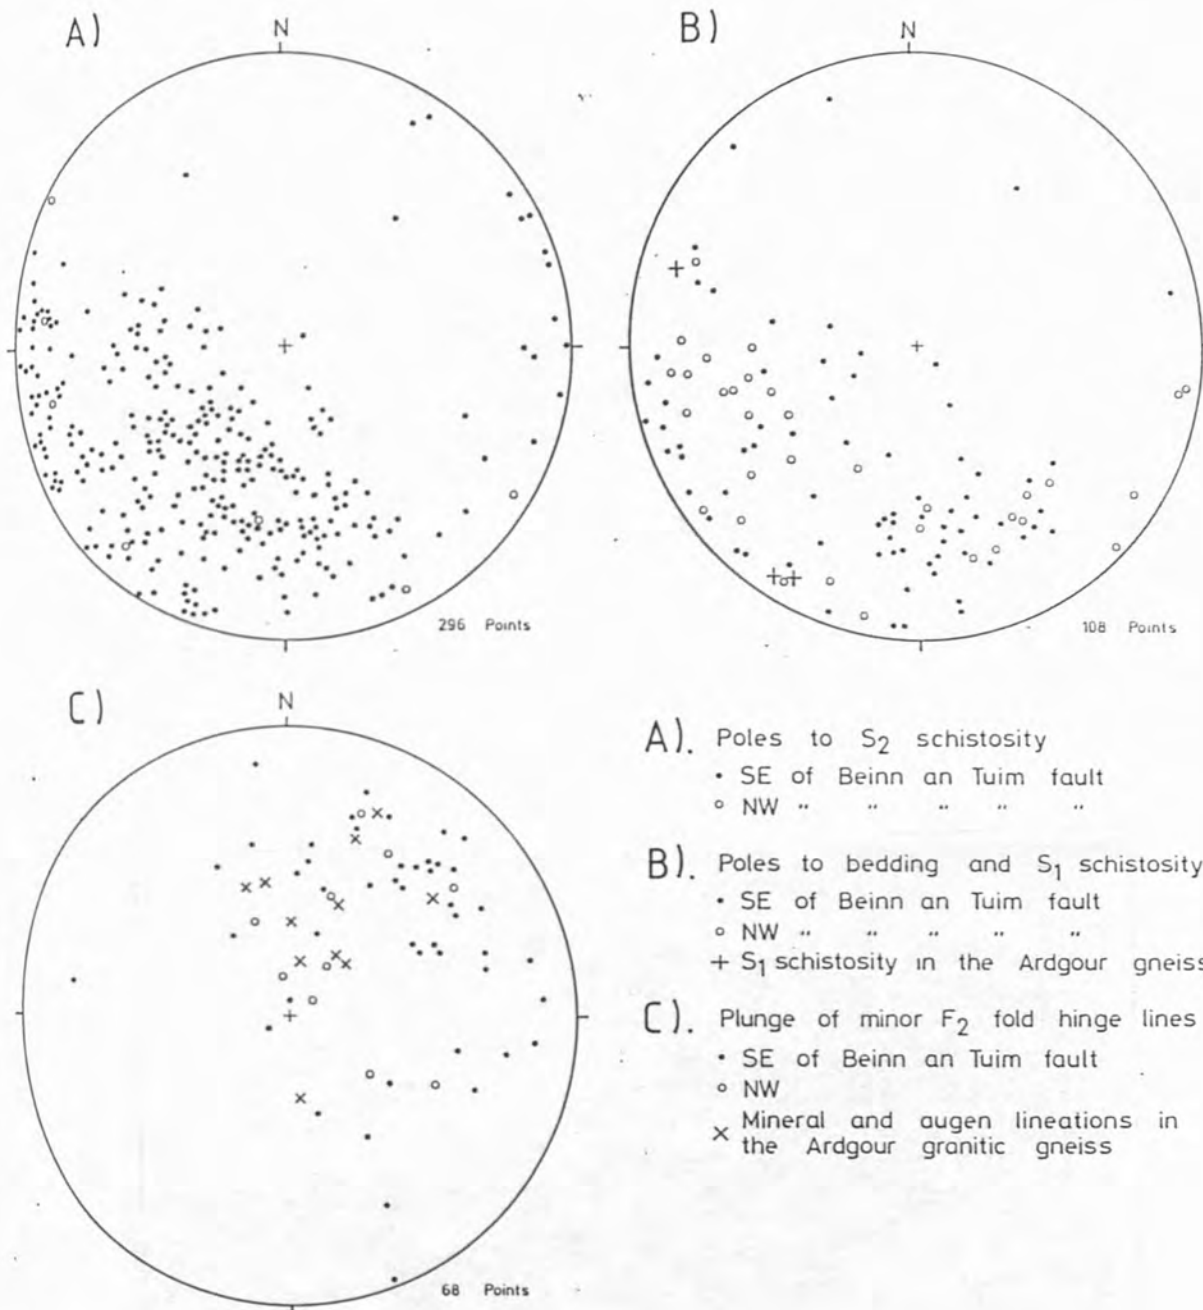 A)
N
296 Points
B)
N
108 Points
C)
N
68 Points
A). Poles to S2 schistosity
• SE of Beinn an Tuim fault
○ NW " " " " "
B). Poles to bedding and S1 schistosity
• SE of Beinn an Tuim fault
○ NW " " " " "
+ S1 schistosity in the Ardgour gneiss
C). Plunge of minor F2 fold hinge lines
• SE of Beinn an Tuim fault
○ NW
× Mineral and augen lineations in
the Ardgour granitic gneiss